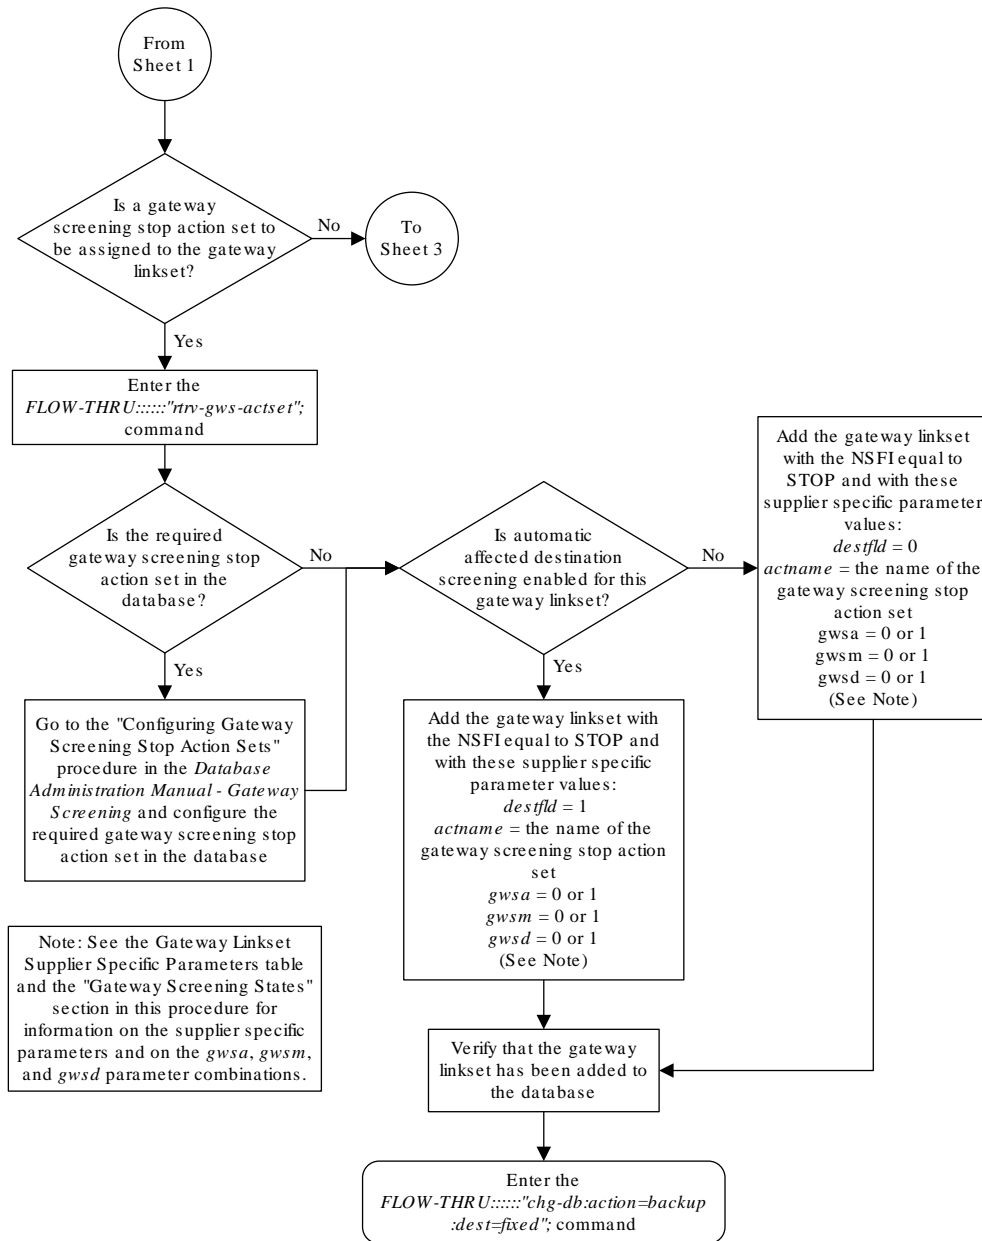 From
Sheet 1
Is a gateway
screening stop action set to
be assigned to the gateway
linkset?
No
To
Sheet 3
Yes
Enter the
FLOW-THRU::::::"rtrv-gws-actset";
command
Is the required
gateway screening stop
action set in the
database?
No
Yes
Go to the "Configuring Gateway
Screening Stop Action Sets"
procedure in the Database
Administration Manual - Gateway
Screening and configure the
required gateway screening stop
action set in the database
Is automatic
affected destination
screening enabled for this
gateway linkset?
No
Yes
Add the gateway linkset
with the NSFI equal to
STOP and with these
supplier specific parameter
values:
destfld = 0
actname = the name of the
gateway screening stop
action set
gwsa = 0 or 1
gwsm = 0 or 1
gwsd = 0 or 1
(See Note)
Add the gateway linkset with
the NSFI equal to STOP and
with these supplier specific
parameter values:
destfld = 1
actname = the name of the
gateway screening stop action
set
gwsa = 0 or 1
gwsm = 0 or 1
gwsd = 0 or 1
(See Note)
Note: See the Gateway Linkset
Supplier Specific Parameters table
and the "Gateway Screening States"
section in this procedure for
information on the supplier specific
parameters and on the gwsa, gwsm,
and gwsd parameter combinations.
Verify that the gateway
linkset has been added to
the database
Enter the
FLOW-THRU::::::"chg-db:action=backup
:dest=fixed"; command